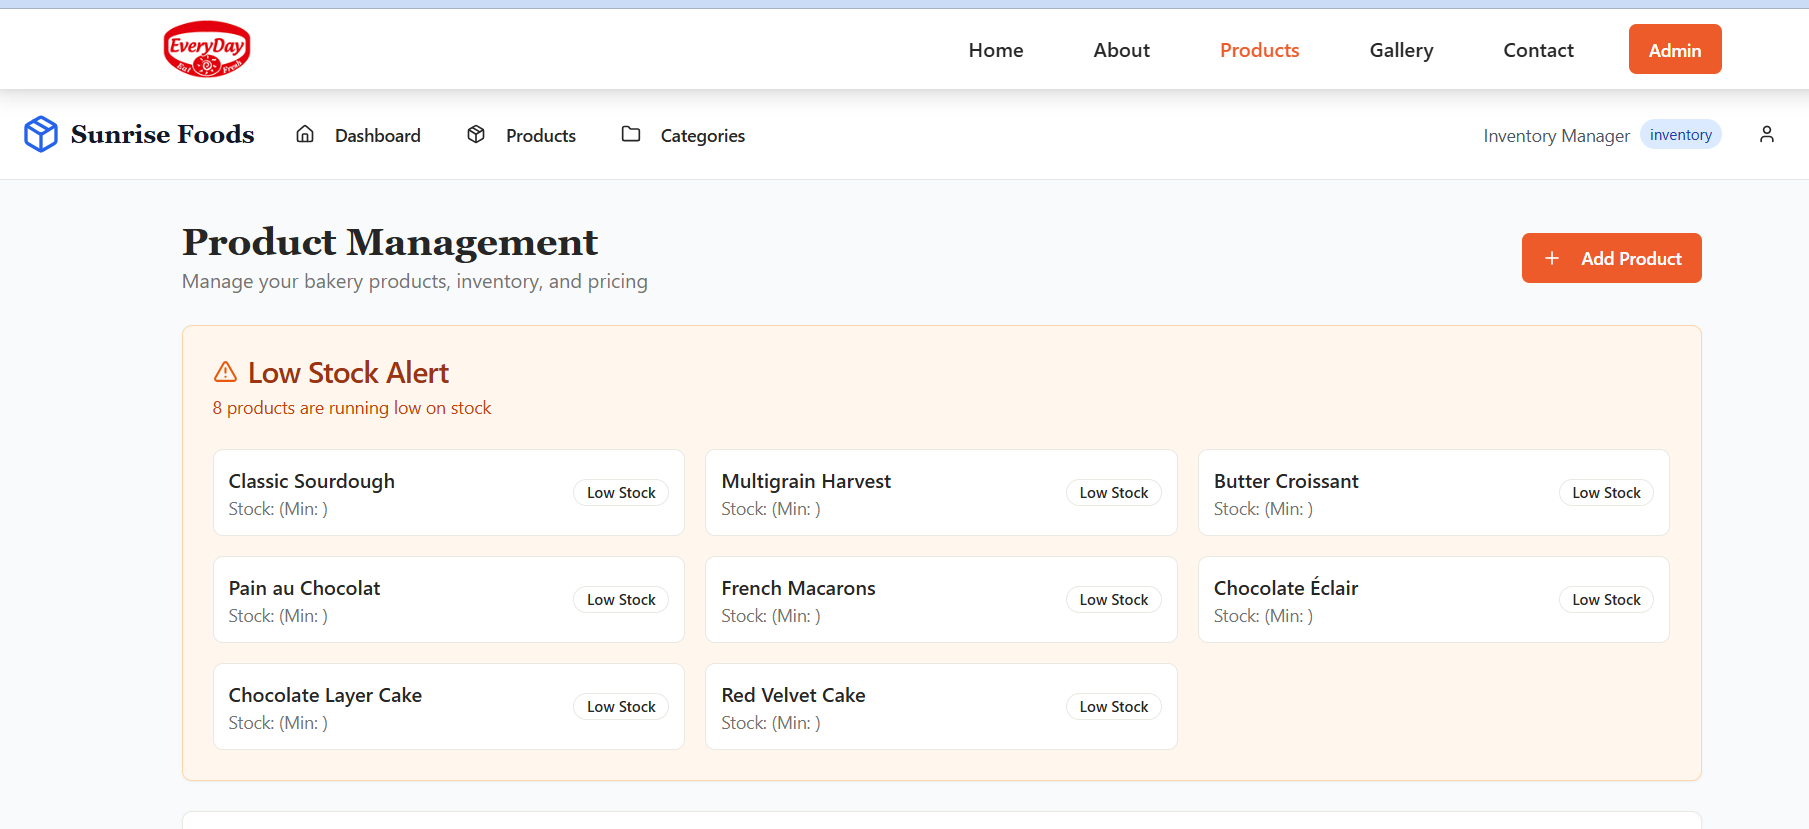 EveryDay
Eat Fresh
Home About Products Gallery Contact Admin
Sunrise Foods Dashboard Products Categories Inventory Manager inventory
Product Management
Manage your bakery products, inventory, and pricing
+ Add Product
Low Stock Alert
8 products are running low on stock
Classic Sourdough
Stock: (Min: )
Low Stock
Multigrain Harvest
Stock: (Min: )
Low Stock
Butter Croissant
Stock: (Min: )
Low Stock
Pain au Chocolat
Stock: (Min: )
Low Stock
French Macarons
Stock: (Min: )
Low Stock
Chocolate Éclair
Stock: (Min: )
Low Stock
Chocolate Layer Cake
Stock: (Min: )
Low Stock
Red Velvet Cake
Stock: (Min: )
Low Stock